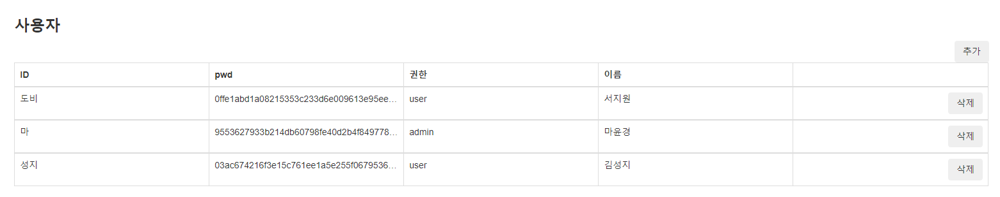 사용자
추가
ID pwd 권한 이름
도비 0ffe1abd1a08215353c233d6e009613e95ee… user 서지원 삭제
마 9553627933b214db60798fe40d2b4f849778… admin 마윤경 삭제
성지 03ac674216f3e15c761ee1a5e255f0679536… user 김성지 삭제